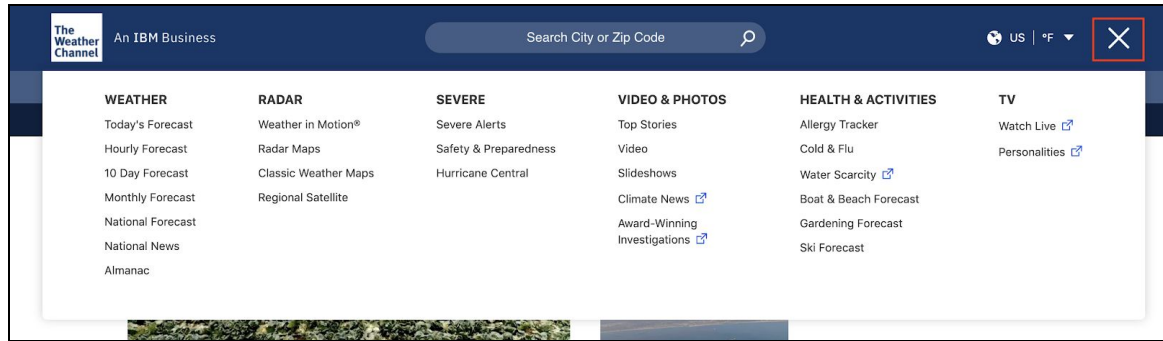 The
Weather
Channel
An IBM Business
Search City or Zip Code
US | °F
WEATHER
Today's Forecast
Hourly Forecast
10 Day Forecast
Monthly Forecast
National Forecast
National News
Almanac
RADAR
Weather in Motion®
Radar Maps
Classic Weather Maps
Regional Satellite
SEVERE
Severe Alerts
Safety & Preparedness
Hurricane Central
VIDEO & PHOTOS
Top Stories
Video
Slideshows
Climate News
Award-Winning
Investigations
HEALTH & ACTIVITIES
Allergy Tracker
Cold & Flu
Water Scarcity
Boat & Beach Forecast
Gardening Forecast
Ski Forecast
TV
Watch Live
Personalities